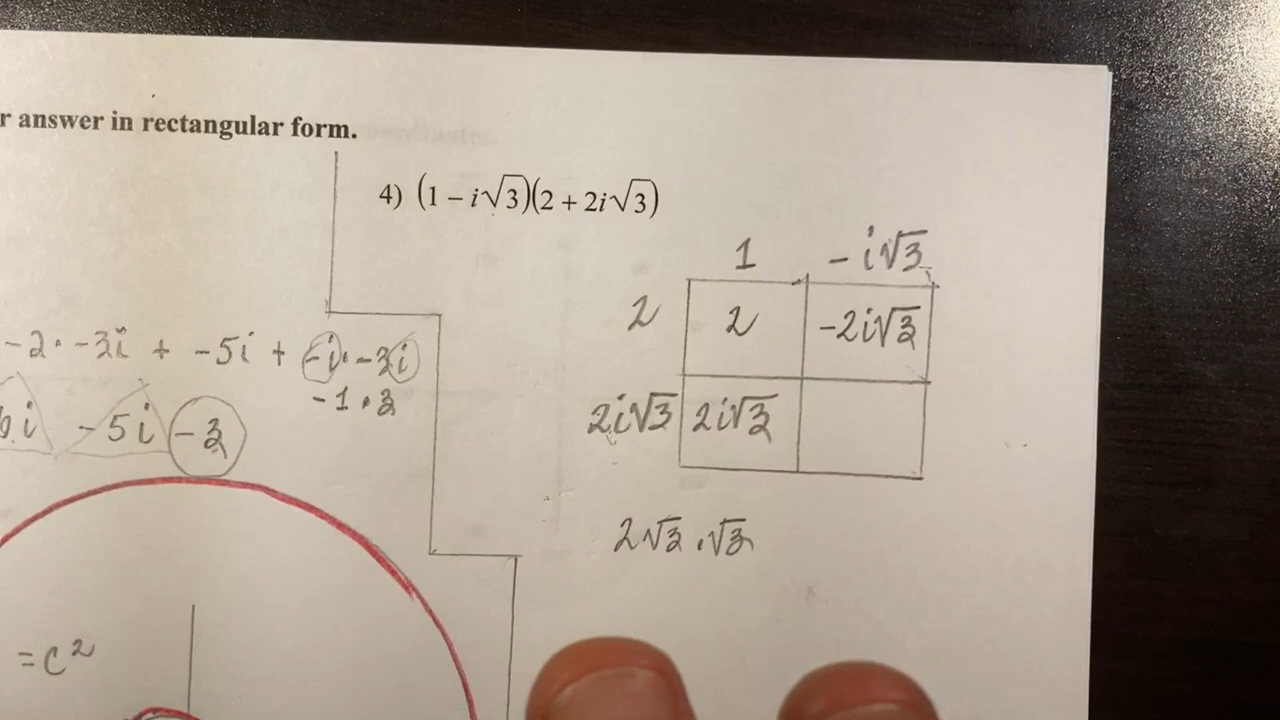 r answer in rectangular form.
4) (1 − i√3)(2 + 2i√3)
1 -i√3
2 2 -2i√3
2i√3 2i√3
-2· -3i + -5i + -i· -3i
-1 · 3
6i -5i -3
2√3 · √3
= c²